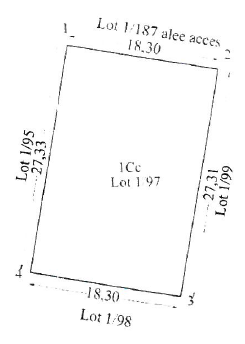 1
Lot 1/187 alee acces
18,30
2
Lot 1/95
27,33
1Cc
Lot 1/97
27,31
Lot 1/99
4
18,30
3
Lot 1/98